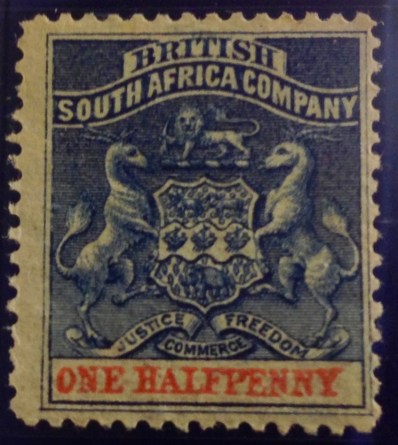 BRITISH
SOUTH AFRICA COMPANY
JUSTICE FREEDOM
COMMERCE
ONE HALFPENNY